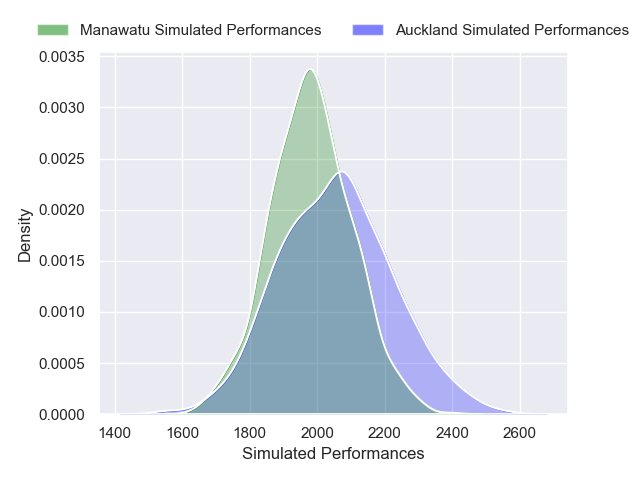 Manawatu Simulated Performances
Auckland Simulated Performances
0.0035
0.0030
0.0025
0.0020
0.0015
0.0010
0.0005
0.0000
Density
1400 1600 1800 2000 2200 2400 2600
Simulated Performances